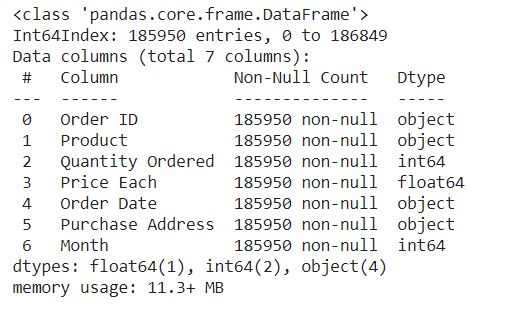 <class 'pandas.core.frame.DataFrame'>
Int64Index: 185950 entries, 0 to 186849
Data columns (total 7 columns):
 #   Column            Non-Null Count   Dtype
---  ------            --------------   -----
 0   Order ID          185950 non-null  object
 1   Product           185950 non-null  object
 2   Quantity Ordered  185950 non-null  int64
 3   Price Each        185950 non-null  float64
 4   Order Date        185950 non-null  object
 5   Purchase Address  185950 non-null  object
 6   Month             185950 non-null  int64
dtypes: float64(1), int64(2), object(4)
memory usage: 11.3+ MB